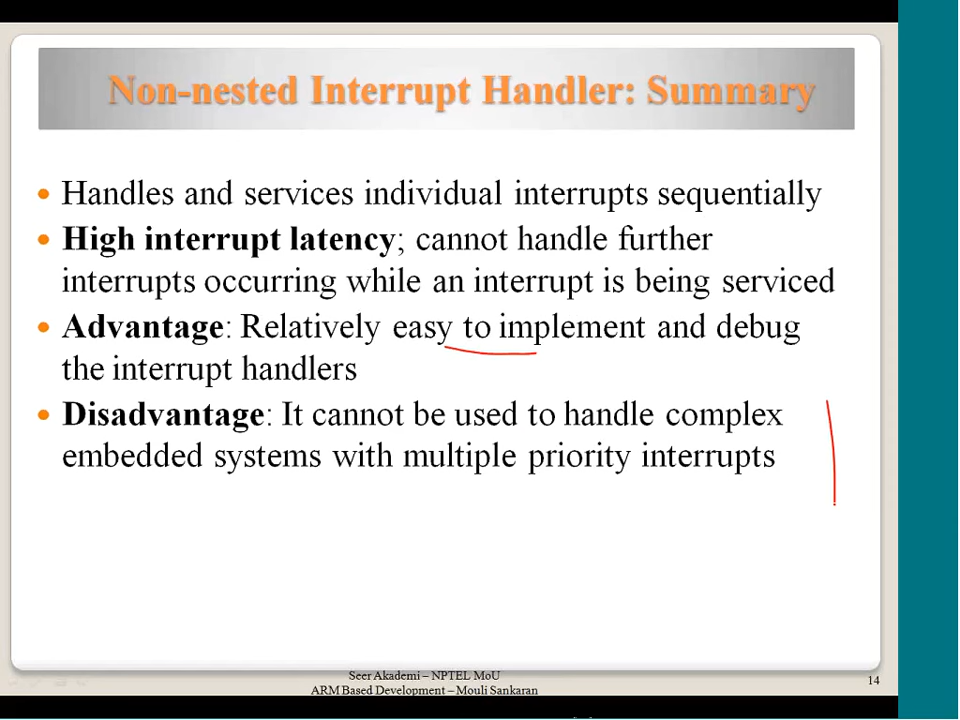 Non-nested Interrupt Handler: Summary
Handles and services individual interrupts sequentially
High interrupt latency; cannot handle further
interrupts occurring while an interrupt is being serviced
Advantage: Relatively easy to implement and debug
the interrupt handlers
Disadvantage: It cannot be used to handle complex
embedded systems with multiple priority interrupts
Seer Akademi – NPTEL MoU
ARM Based Development – Mouli Sankaran
14